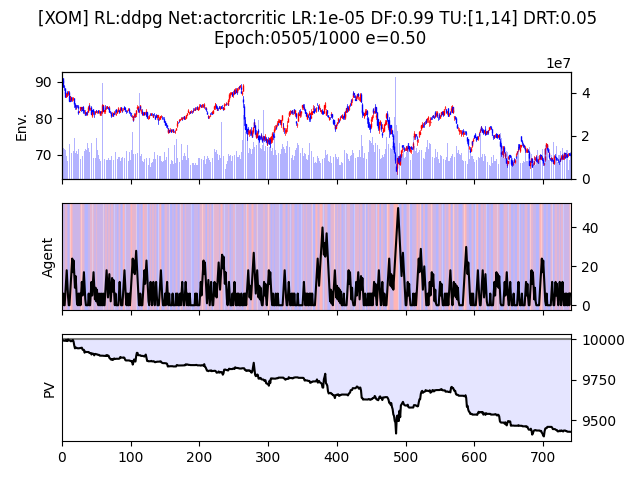 [XOM] RL:ddpg Net:actorcritic LR:1e-05 DF:0.99 TU:[1,14] DRT:0.05
Epoch:0505/1000 e=0.50
1e7
Env.
90
80
70
4
2
0
Agent
40
20
0
PV
10000
9750
9500
0 100 200 300 400 500 600 700